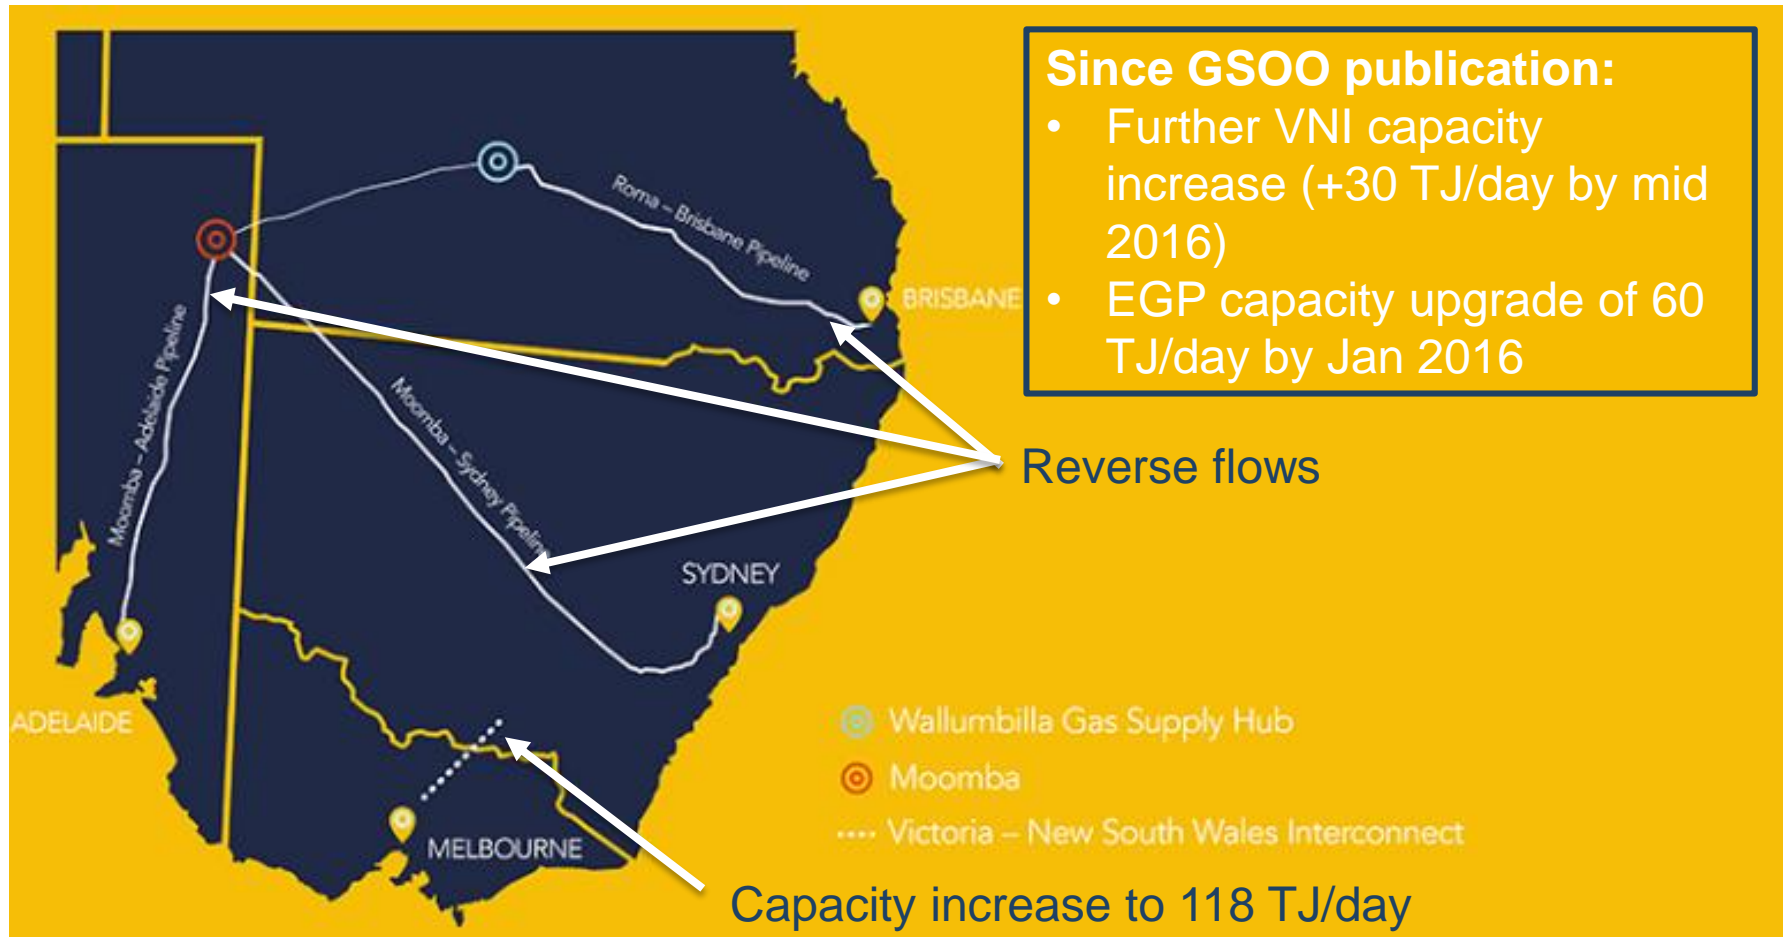 Since GSOO publication:
• Further VNI capacity
increase (+30 TJ/day by mid
2016)
• EGP capacity upgrade of 60
TJ/day by Jan 2016
Roma – Brisbane Pipeline
BRISBANE
Moomba – Adelaide Pipeline
Moomba – Sydney Pipeline
Reverse flows
SYDNEY
ADELAIDE
Wallumbilla Gas Supply Hub
Moomba
Victoria – New South Wales Interconnect
MELBOURNE
Capacity increase to 118 TJ/day